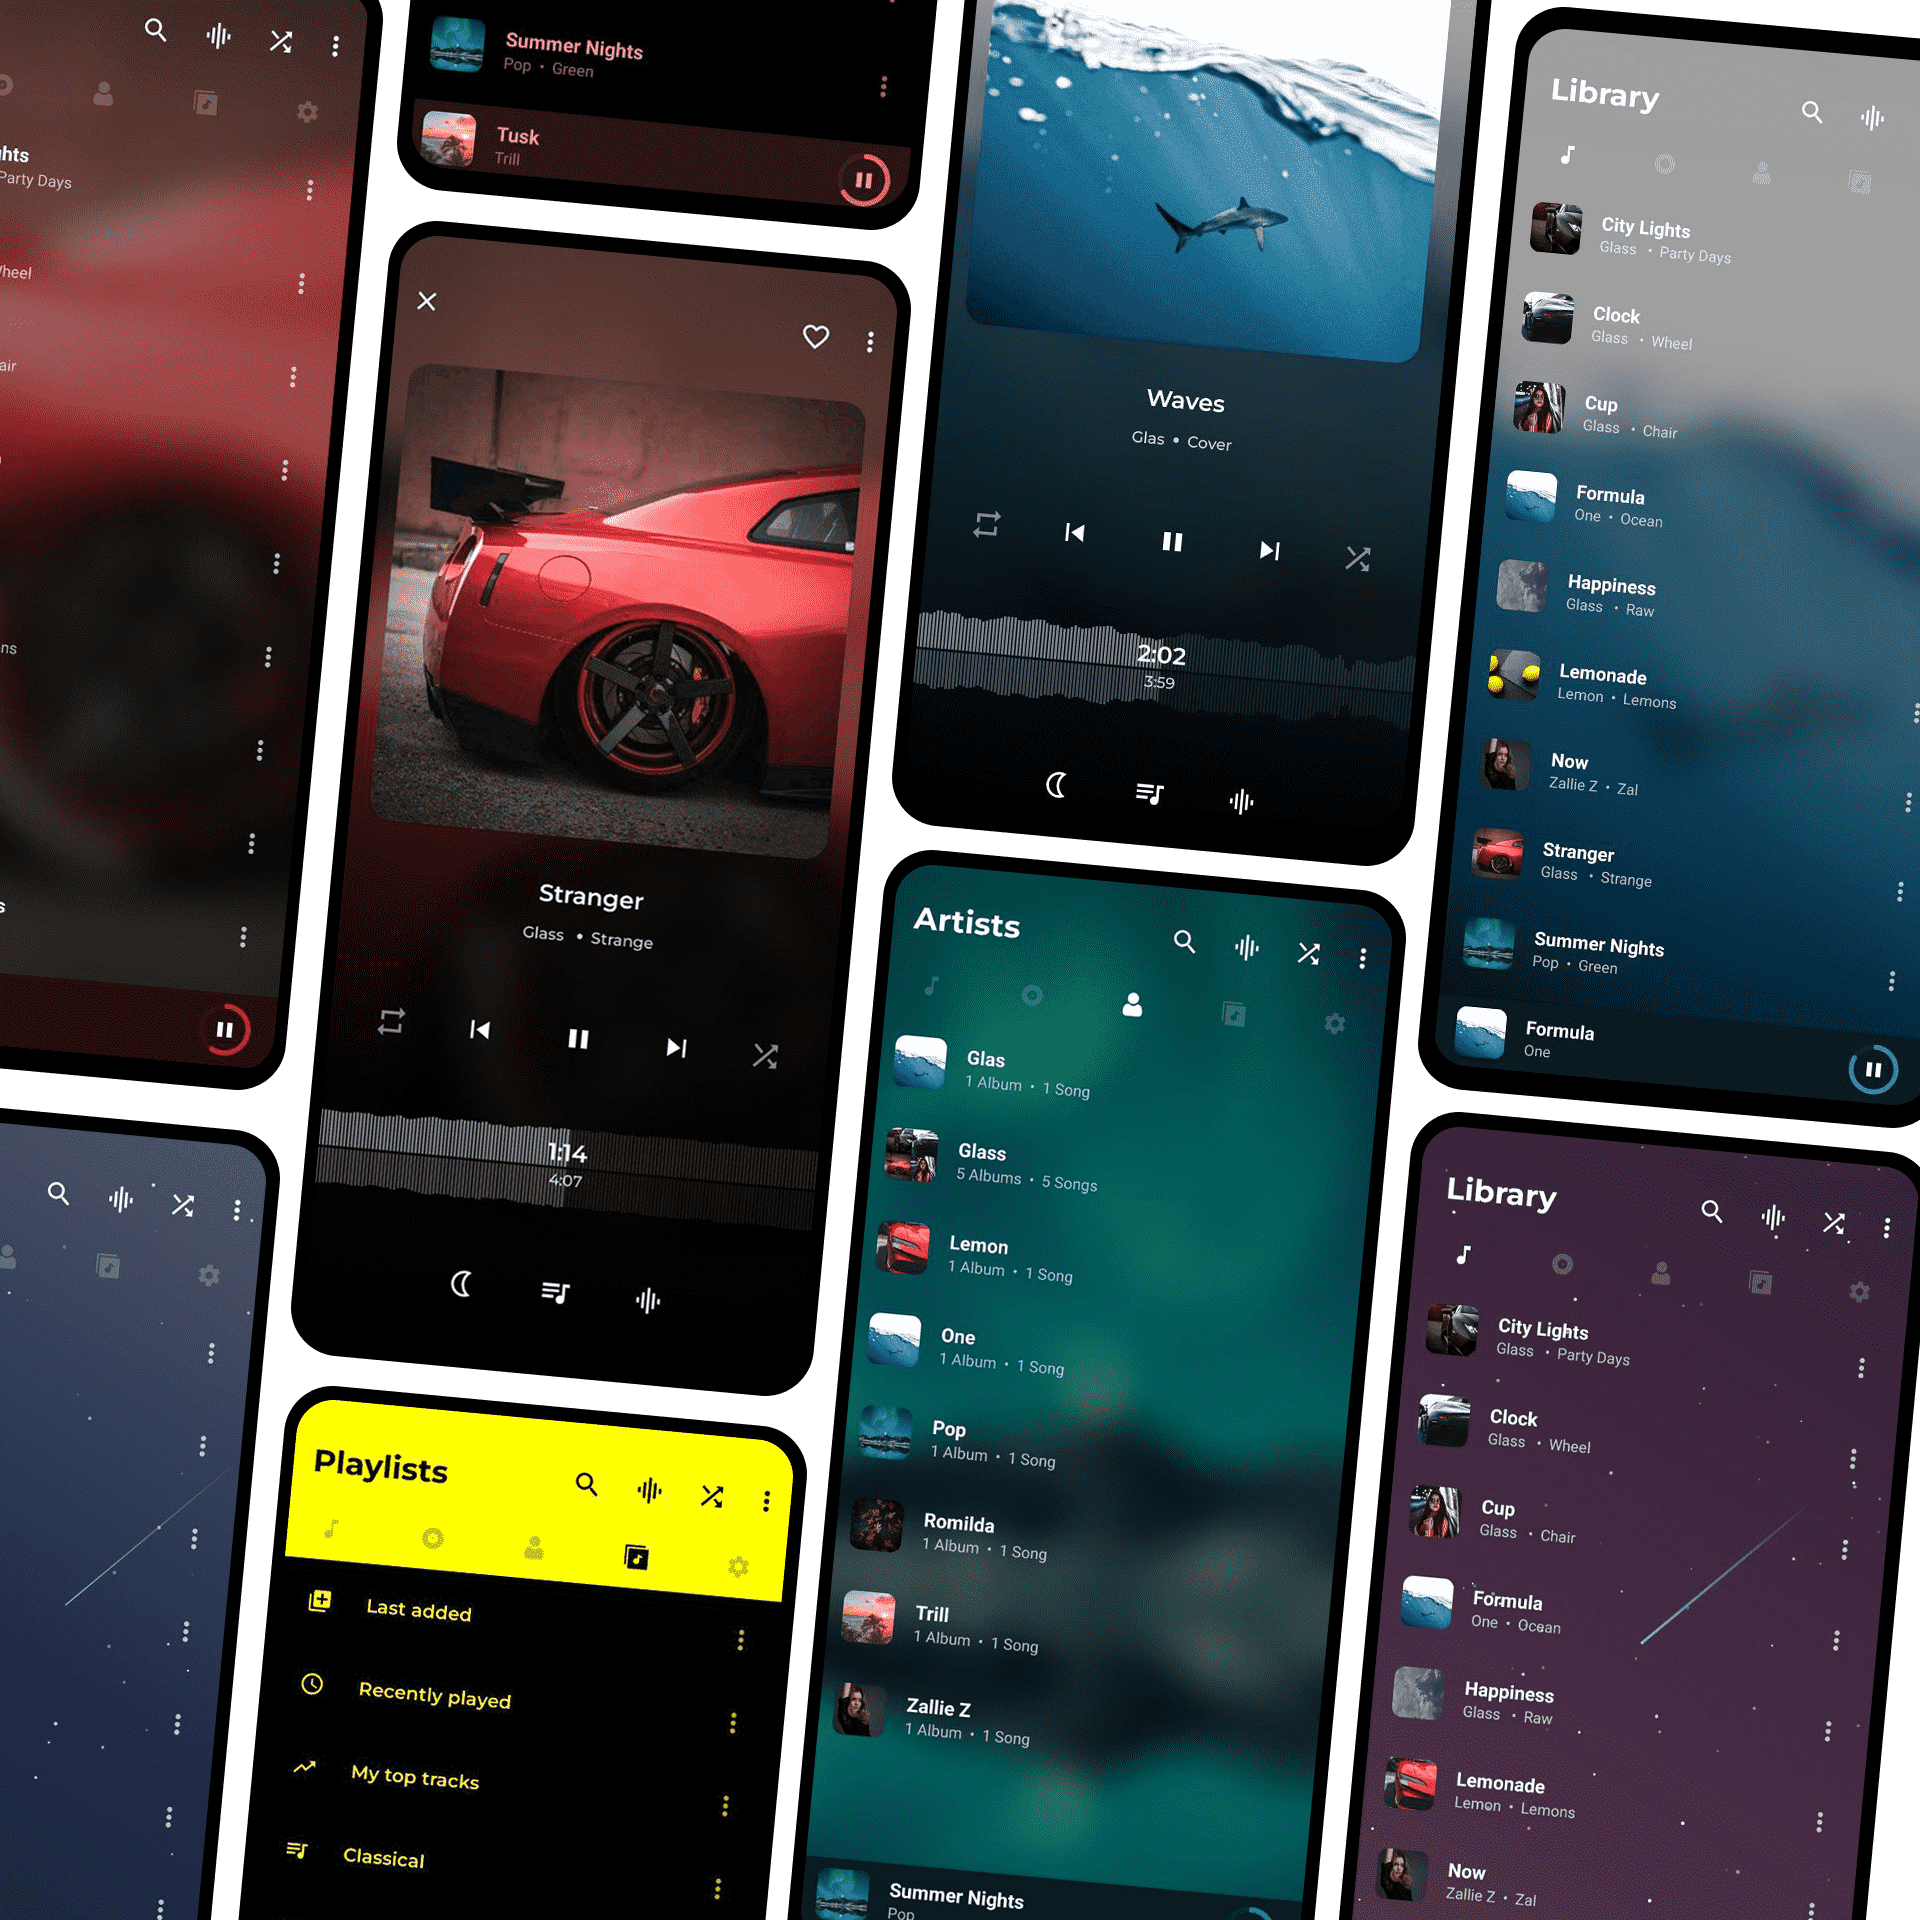 hts
Party Days
Wheel
air
ns
s
Summer Nights
Pop • Green
Tusk
Trill
Stranger
Glass • Strange
1:14
4:07
Playlists
Last added
Recently played
My top tracks
Classical
Waves
Glas • Cover
2:02
3:59
Artists
Glas
1 Album • 1 Song
Glass
5 Albums • 5 Songs
Lemon
1 Album • 1 Song
One
1 Album • 1 Song
Pop
1 Album • 1 Song
Romilda
1 Album • 1 Song
Trill
1 Album • 1 Song
Zallie Z
1 Album • 1 Song
Summer Nights
Pop
Library
City Lights
Glass • Party Days
Clock
Glass • Wheel
Cup
Glass • Chair
Formula
One • Ocean
Happiness
Glass • Raw
Lemonade
Lemon • Lemons
Now
Zallie Z • Zal
Stranger
Glass • Strange
Summer Nights
Pop • Green
Formula
One
Library
City Lights
Glass • Party Days
Clock
Glass • Wheel
Cup
Glass • Chair
Formula
One • Ocean
Happiness
Glass • Raw
Lemonade
Lemon • Lemons
Now
Zallie Z • Zal